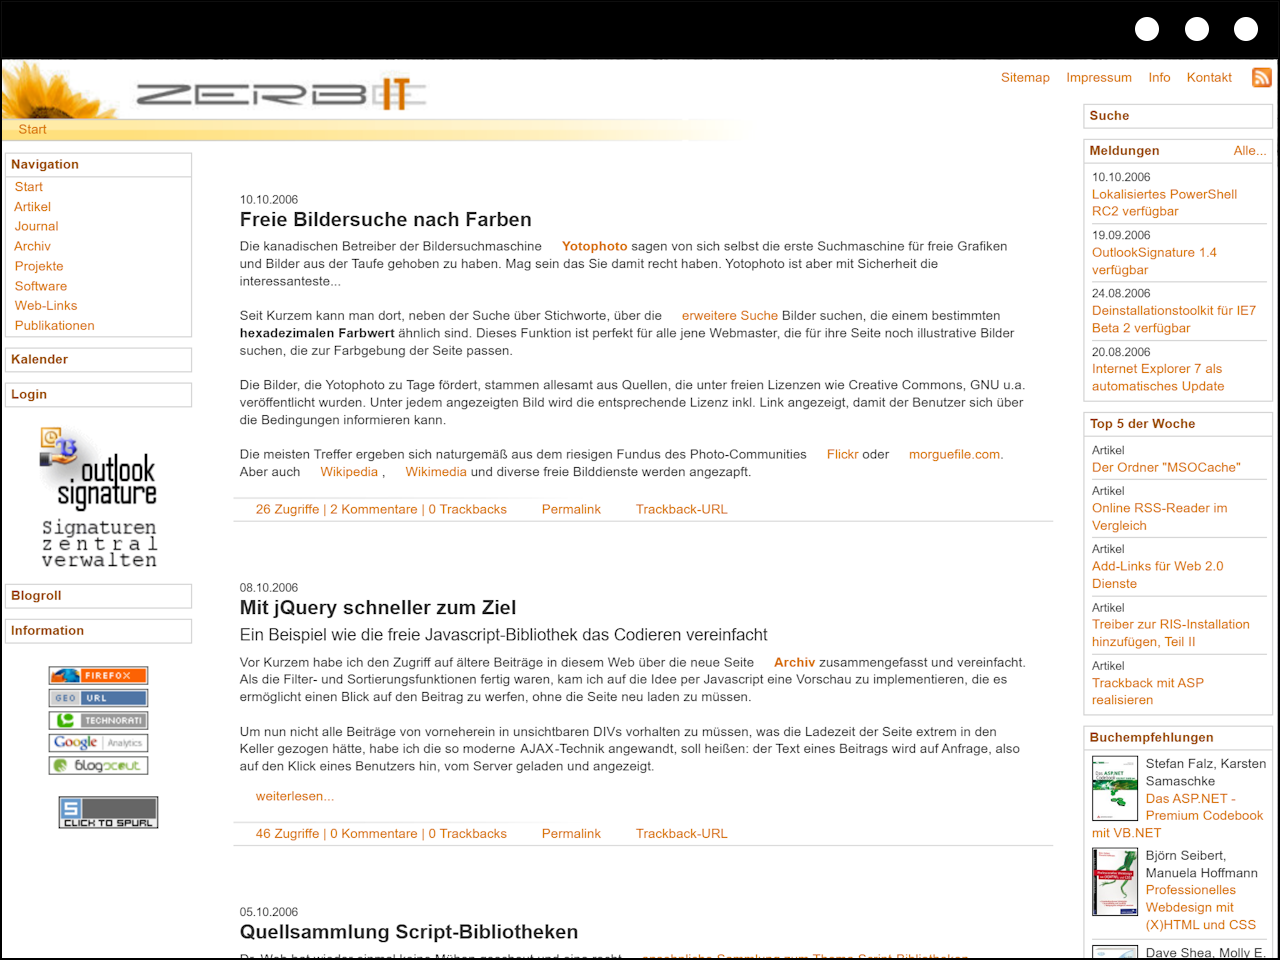 ZERBIT
Sitemap Impressum Info Kontakt
Start
Navigation
Start
Artikel
Journal
Archiv
Projekte
Software
Web-Links
Publikationen
Kalender
Login
outlook
signature
Signaturen
zentral
verwalten
Blogroll
Information
FIREFOX
GEO URL
TECHNORATI
Google Analytics
blogscout
S
CLICK TO SPURL
10.10.2006
Freie Bildersuche nach Farben
Die kanadischen Betreiber der Bildersuchmaschine Yotophoto sagen von sich selbst die erste Suchmaschine für freie Grafiken
und Bilder aus der Taufe gehoben zu haben. Mag sein das Sie damit recht haben. Yotophoto ist aber mit Sicherheit die
interessanteste...
Seit Kurzem kann man dort, neben der Suche über Stichworte, über die erweitere Suche Bilder suchen, die einem bestimmten
hexadezimalen Farbwert ähnlich sind. Dieses Funktion ist perfekt für alle jene Webmaster, die für ihre Seite noch illustrative Bilder
suchen, die zur Farbgebung der Seite passen.
Die Bilder, die Yotophoto zu Tage fördert, stammen allesamt aus Quellen, die unter freien Lizenzen wie Creative Commons, GNU u.a.
veröffentlicht wurden. Unter jedem angezeigten Bild wird die entsprechende Lizenz inkl. Link angezeigt, damit der Benutzer sich über
die Bedingungen informieren kann.
Die meisten Treffer ergeben sich naturgemäß aus dem riesigen Fundus des Photo-Communities Flickr oder morguefile.com.
Aber auch Wikipedia , Wikimedia und diverse freie Bilddienste werden angezapft.
26 Zugriffe | 2 Kommentare | 0 Trackbacks Permalink Trackback-URL
08.10.2006
Mit jQuery schneller zum Ziel
Ein Beispiel wie die freie Javascript-Bibliothek das Codieren vereinfacht
Vor Kurzem habe ich den Zugriff auf ältere Beiträge in diesem Web über die neue Seite Archiv zusammengefasst und vereinfacht.
Als die Filter- und Sortierungsfunktionen fertig waren, kam ich auf die Idee per Javascript eine Vorschau zu implementieren, die es
ermöglicht einen Blick auf den Beitrag zu werfen, ohne die Seite neu laden zu müssen.
Um nun nicht alle Beiträge von vorneherein in unsichtbaren DIVs vorhalten zu müssen, was die Ladezeit der Seite extrem in den
Keller gezogen hätte, habe ich die so moderne AJAX-Technik angewandt, soll heißen: der Text eines Beitrags wird auf Anfrage, also
auf den Klick eines Benutzers hin, vom Server geladen und angezeigt.
weiterlesen...
46 Zugriffe | 0 Kommentare | 0 Trackbacks Permalink Trackback-URL
05.10.2006
Quellsammlung Script-Bibliotheken
Suche
Meldungen Alle...
10.10.2006
Lokalisiertes PowerShell
RC2 verfügbar
19.09.2006
OutlookSignature 1.4
verfügbar
24.08.2006
Deinstallationstoolkit für IE7
Beta 2 verfügbar
20.08.2006
Internet Explorer 7 als
automatisches Update
Top 5 der Woche
Artikel
Der Ordner "MSOCache"
Artikel
Online RSS-Reader im
Vergleich
Artikel
Add-Links für Web 2.0
Dienste
Artikel
Treiber zur RIS-Installation
hinzufügen, Teil II
Artikel
Trackback mit ASP
realisieren
Buchempfehlungen
Stefan Falz, Karsten
Samaschke
Das ASP.NET -
Premium Codebook
mit VB.NET
Björn Seibert,
Manuela Hoffmann
Professionelles
Webdesign mit
(X)HTML und CSS
Dave Shea, Molly E.